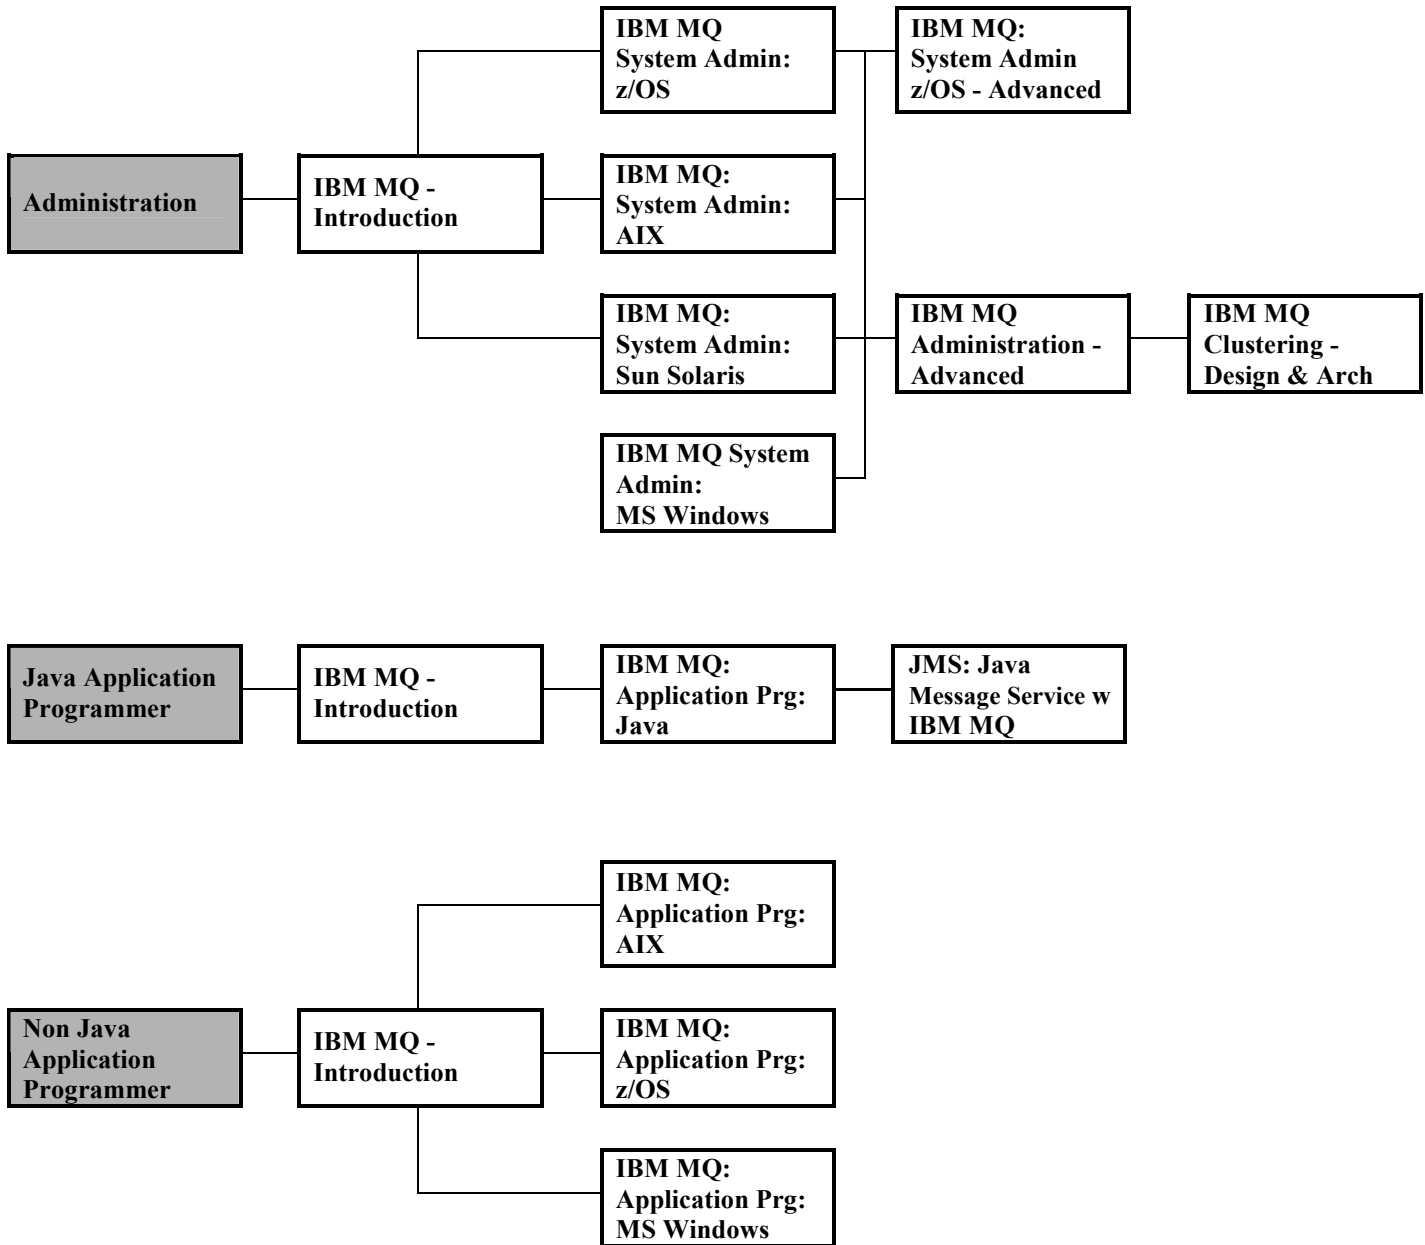 IBM MQ
System Admin:
z/OS
IBM MQ:
System Admin
z/OS - Advanced
Administration
IBM MQ -
Introduction
IBM MQ:
System Admin:
AIX
IBM MQ:
System Admin:
Sun Solaris
IBM MQ
Administration -
Advanced
IBM MQ
Clustering -
Design & Arch
IBM MQ System
Admin:
MS Windows
Java Application
Programmer
IBM MQ -
Introduction
IBM MQ:
Application Prg:
Java
JMS: Java
Message Service w
IBM MQ
IBM MQ:
Application Prg:
AIX
Non Java
Application
Programmer
IBM MQ -
Introduction
IBM MQ:
Application Prg:
z/OS
IBM MQ:
Application Prg:
MS Windows